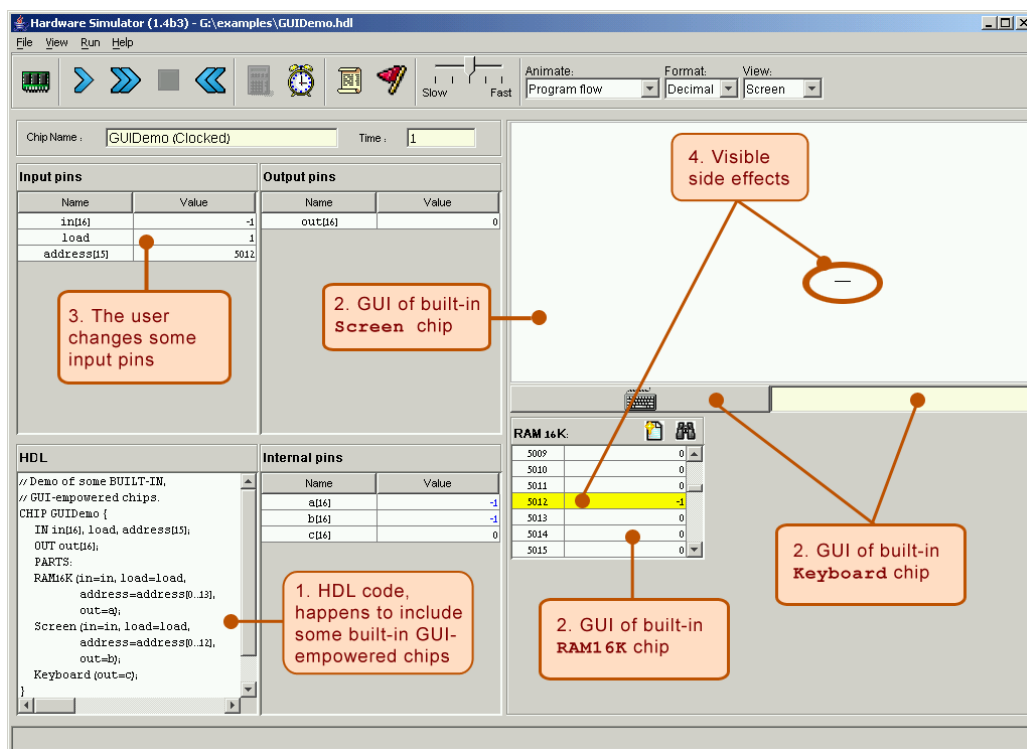 Hardware Simulator (1.4b3) - G:\examples\GUIDemo.hdl
File View Run Help
Slow Fast
Animate: Format: View:
Program flow Decimal Screen
Chip Name : GUIDemo (Clocked) Time : 1
Input pins
Name Value
in[16] -1
load 1
address[15] 5012
3. The user
changes some
input pins
Output pins
Name Value
out[16] 0
2. GUI of built-in
Screen chip
4. Visible
side effects
HDL
// Demo of some BUILT-IN,
// GUI-empowered chips.
CHIP GUIDemo {
IN in[16], load, address[15];
OUT out[16];
PARTS:
RAM16K (in=in, load=load,
address=address[0..13],
out=a);
Screen (in=in, load=load,
address=address[0..12],
out=b);
Keyboard (out=c);
}
Internal pins
Name Value
a[16] -1
b[16] -1
c[16] 0
1. HDL code,
happens to include
some built-in GUI-
empowered chips
RAM 16K:
5009 0
5010 0
5011 0
5012 -1
5013 0
5014 0
5015 0
2. GUI of built-in
RAM16K chip
2. GUI of built-in
Keyboard chip